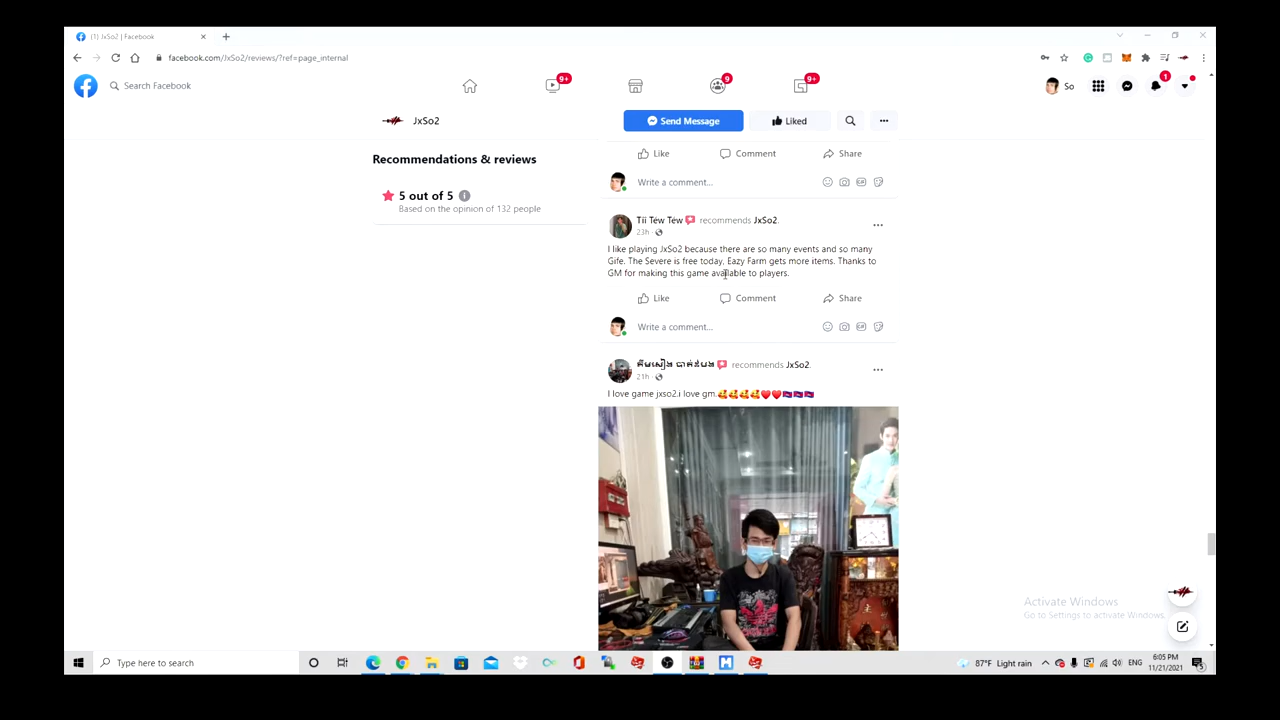 (1) JxSo2 | Facebook
facebook.com/JxSo2/reviews/?ref=page_internal
Search Facebook
9+
9
9+
So
1
JxSo2
Send Message
Liked
Recommendations & reviews
5 out of 5
Based on the opinion of 132 people
Like
Comment
Share
Write a comment...
Tii Tew Tew recommends JxSo2.
23h
I like playing JxSo2 because there are so many events and so many
Gife. The Severe is free today, Eazy Farm gets more items. Thanks to
GM for making this game available to players.
Like
Comment
Share
Write a comment...
recommends JxSo2.
21h
I love game jxso2.i love gm.🥰🥰🥰🥰❤️❤️🇰🇭🇰🇭🇰🇭
Activate Windows
Go to Settings to activate Windows.
Type here to search
87°F Light rain
ENG
6:05 PM
11/21/2021
5